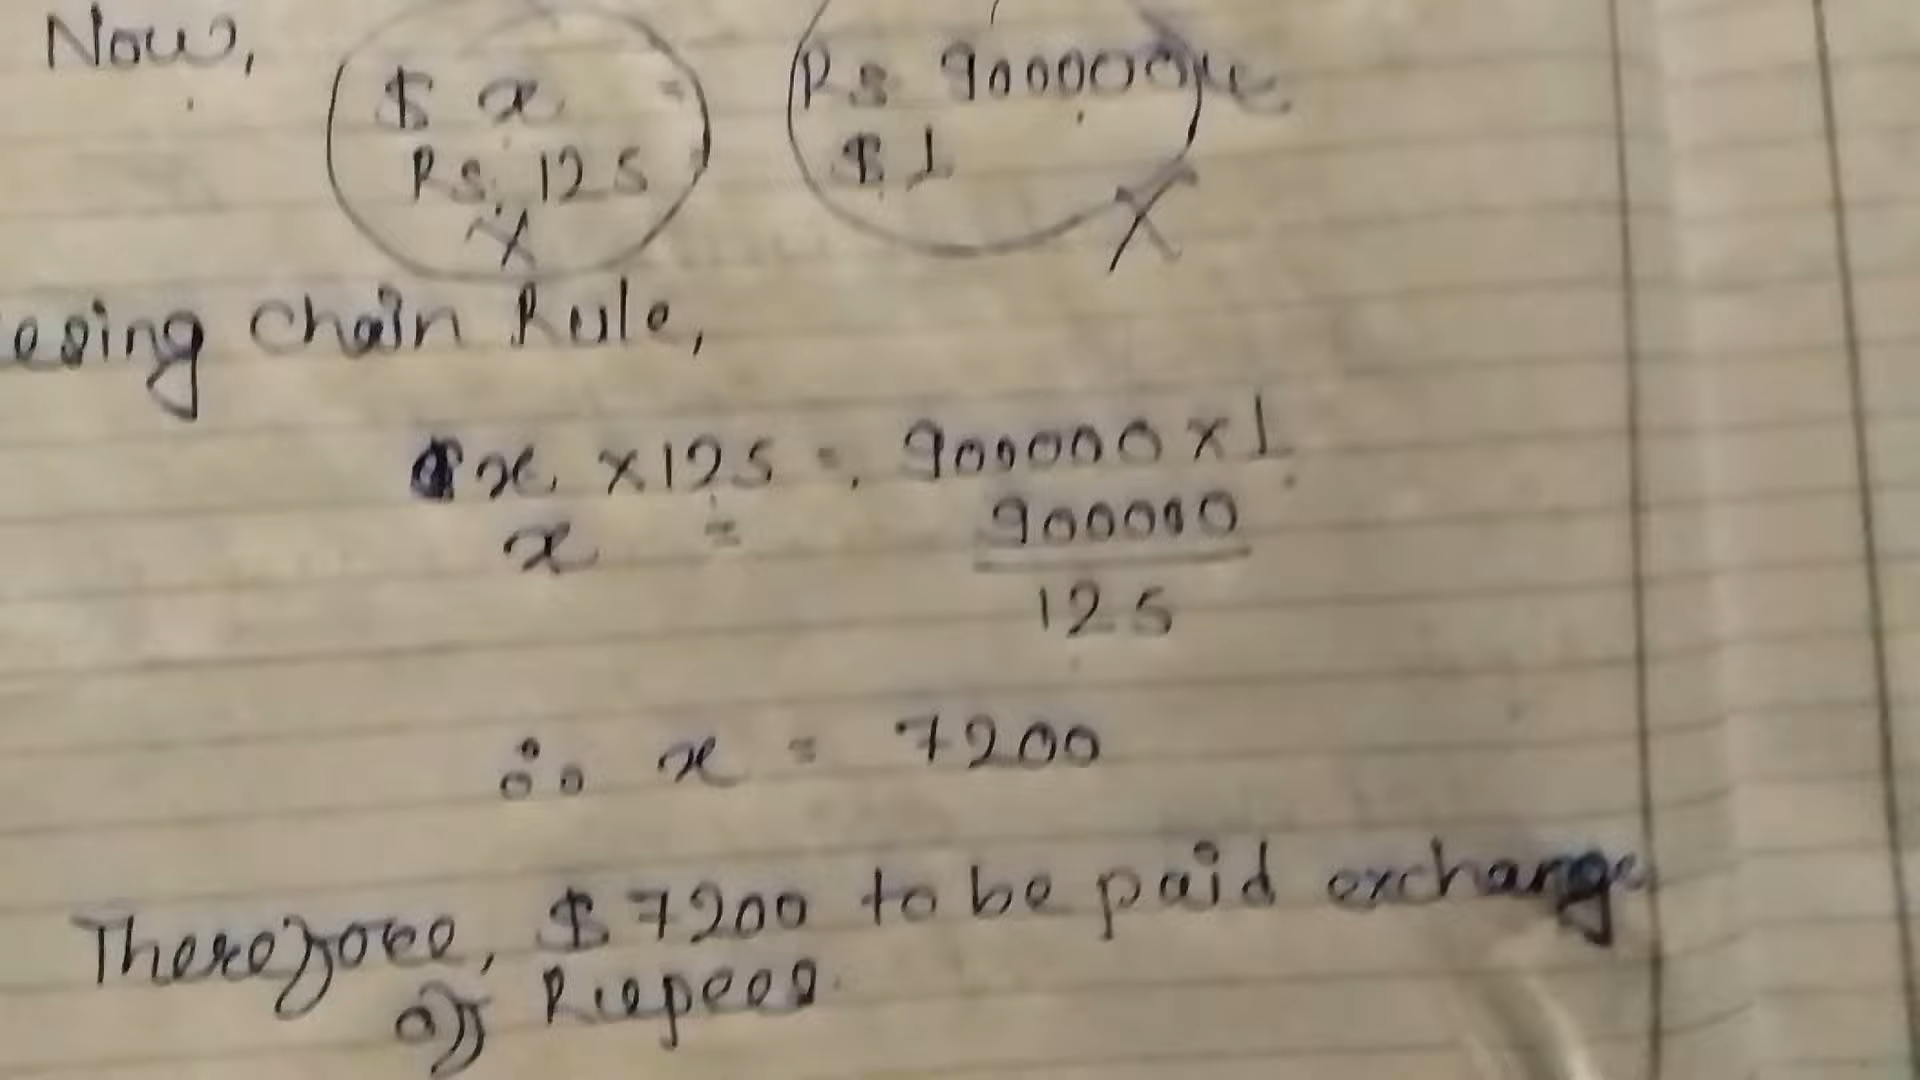 Now,
$ x = Rs 900000
Rs. 125 = $ 1
using chain Rule,
x × 125 = 900000 × 1
x = 900000
125
∴ x = 7200
Therefore, $ 7200 to be paid exchange
of Rupees.